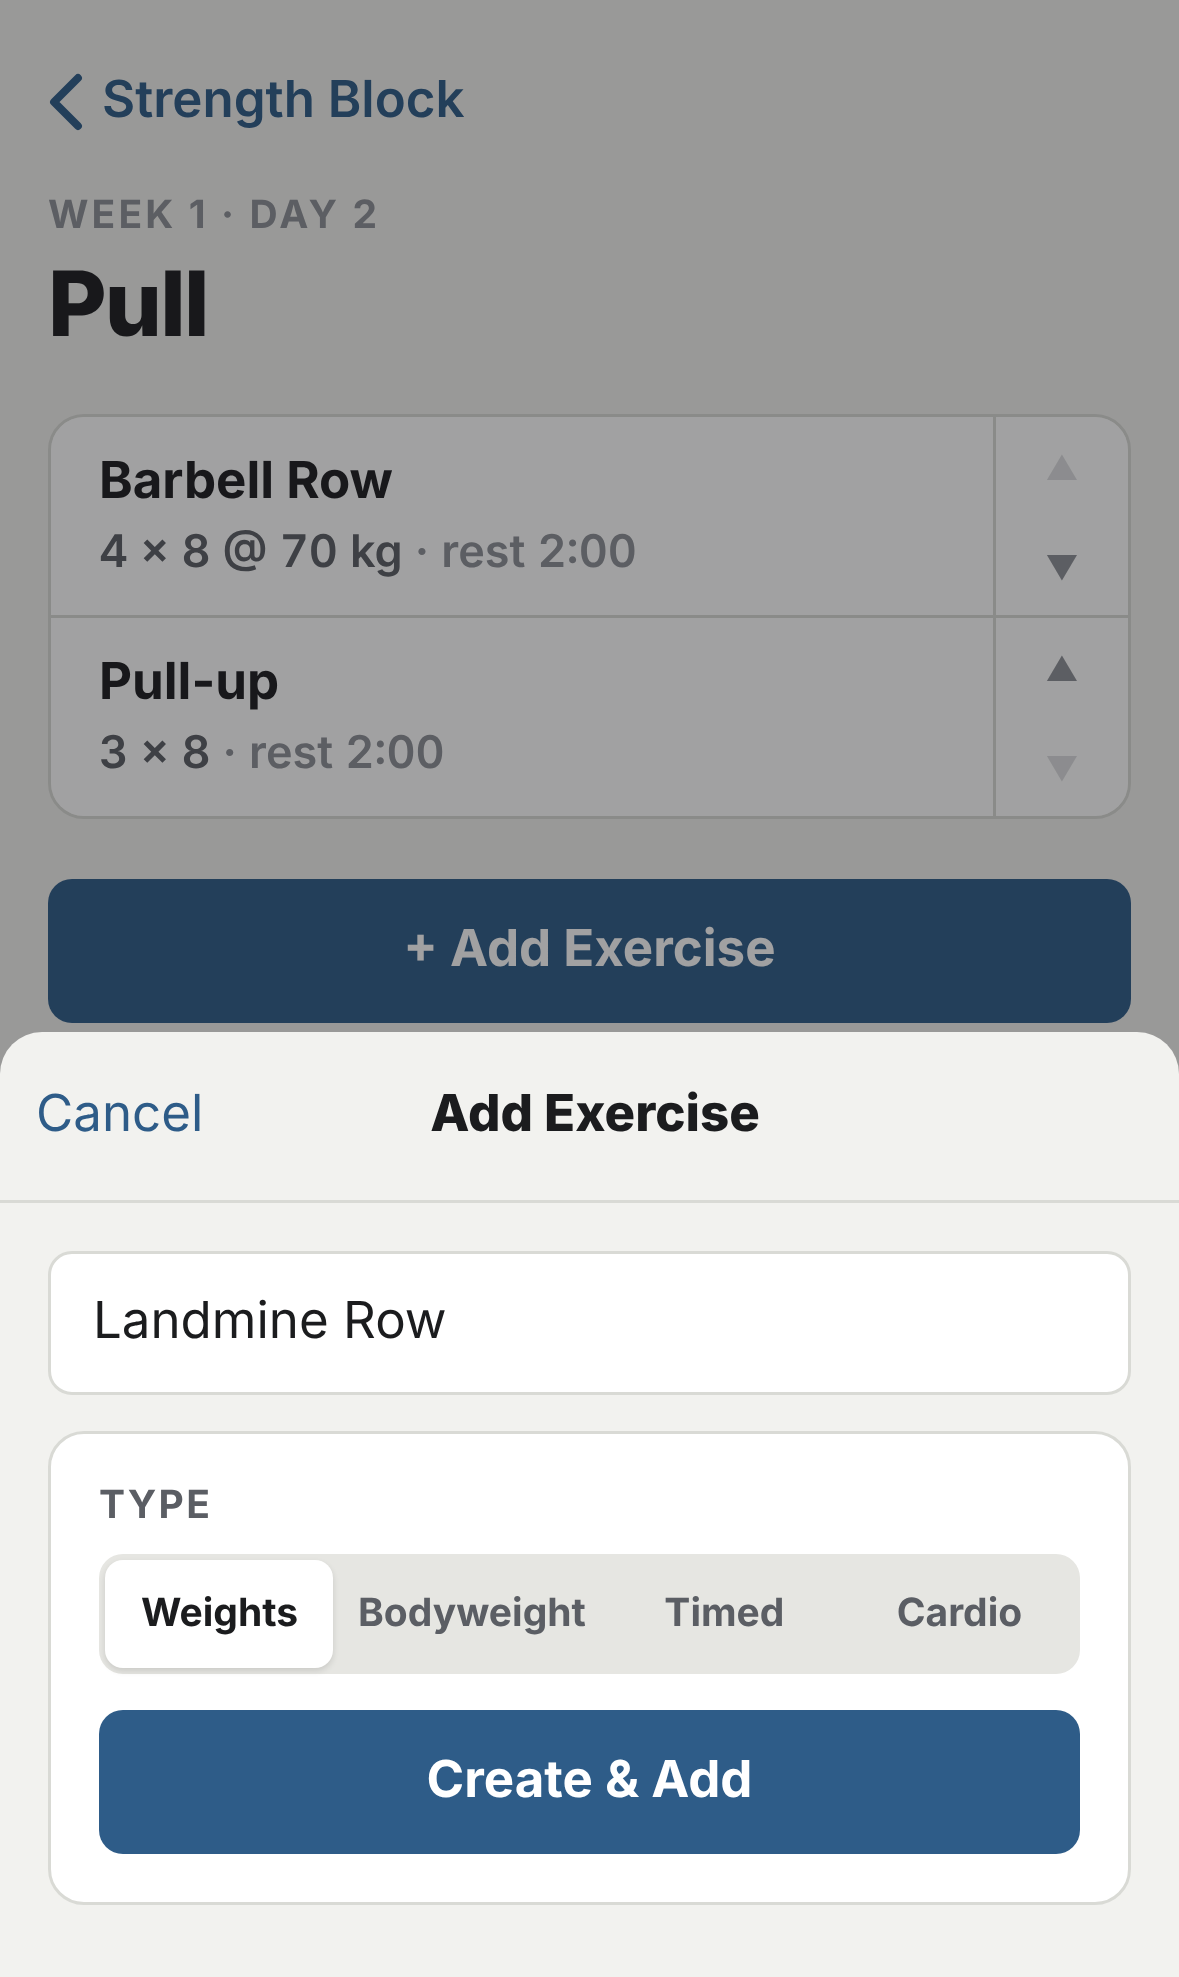 Strength Block
WEEK 1 · DAY 2
Pull
Barbell Row
4 × 8 @ 70 kg · rest 2:00
Pull-up
3 × 8 · rest 2:00
+ Add Exercise
Cancel
Add Exercise
Landmine Row
TYPE
Weights Bodyweight Timed Cardio
Create & Add